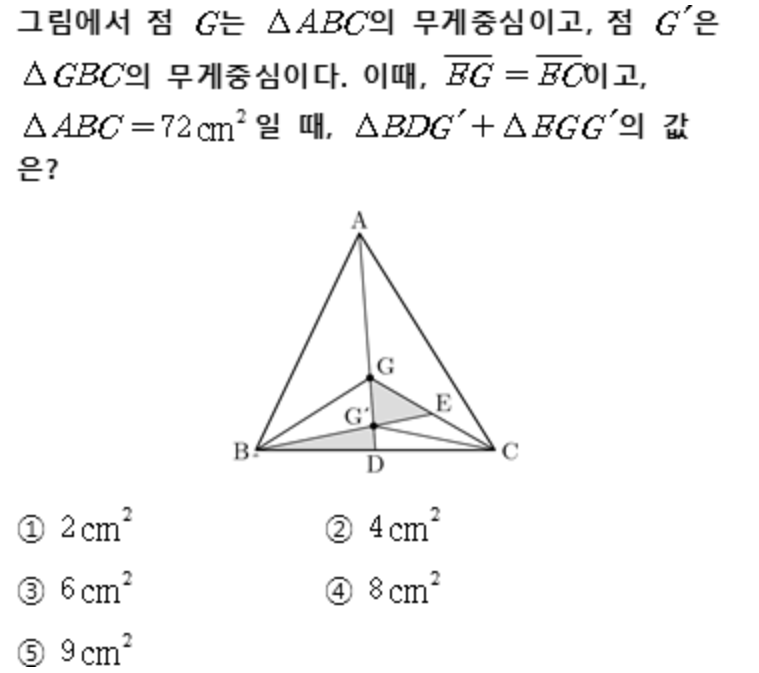 그림에서 점 G는 △ABC의 무게중심이고, 점 G′은
△GBC의 무게중심이다. 이때, EG = EC이고,
△ABC = 72cm² 일 때, △BDG′ + △EGG′의 값
은?
A
G
E
G′
B
C
D
① 2cm² ② 4cm²
③ 6cm² ④ 8cm²
⑤ 9cm²